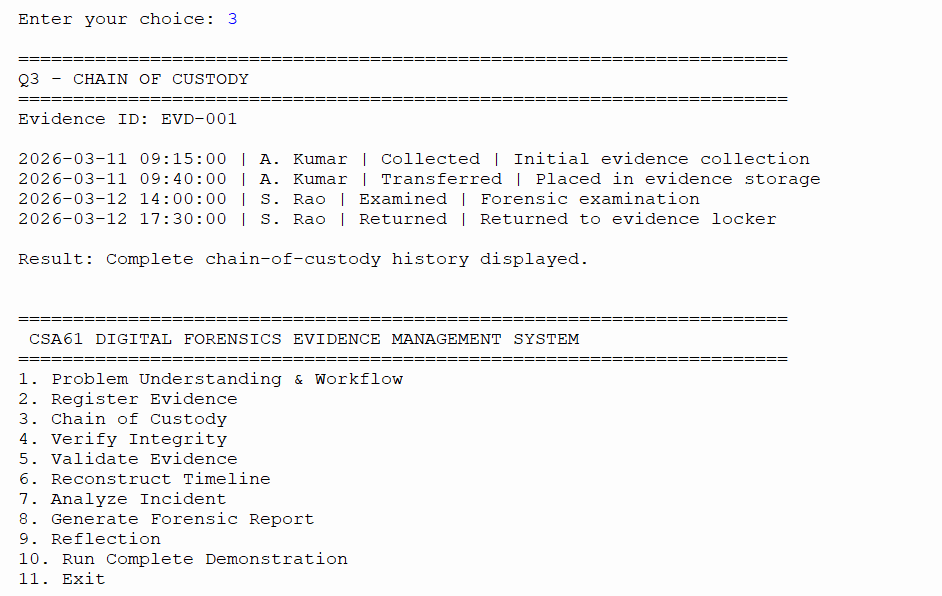 Enter your choice: 3
======================================================================
Q3 - CHAIN OF CUSTODY
======================================================================
Evidence ID: EVD-001
2026-03-11 09:15:00 | A. Kumar | Collected | Initial evidence collection
2026-03-11 09:40:00 | A. Kumar | Transferred | Placed in evidence storage
2026-03-12 14:00:00 | S. Rao | Examined | Forensic examination
2026-03-12 17:30:00 | S. Rao | Returned | Returned to evidence locker
Result: Complete chain-of-custody history displayed.
======================================================================
CSA61 DIGITAL FORENSICS EVIDENCE MANAGEMENT SYSTEM
======================================================================
1. Problem Understanding & Workflow
2. Register Evidence
3. Chain of Custody
4. Verify Integrity
5. Validate Evidence
6. Reconstruct Timeline
7. Analyze Incident
8. Generate Forensic Report
9. Reflection
10. Run Complete Demonstration
11. Exit